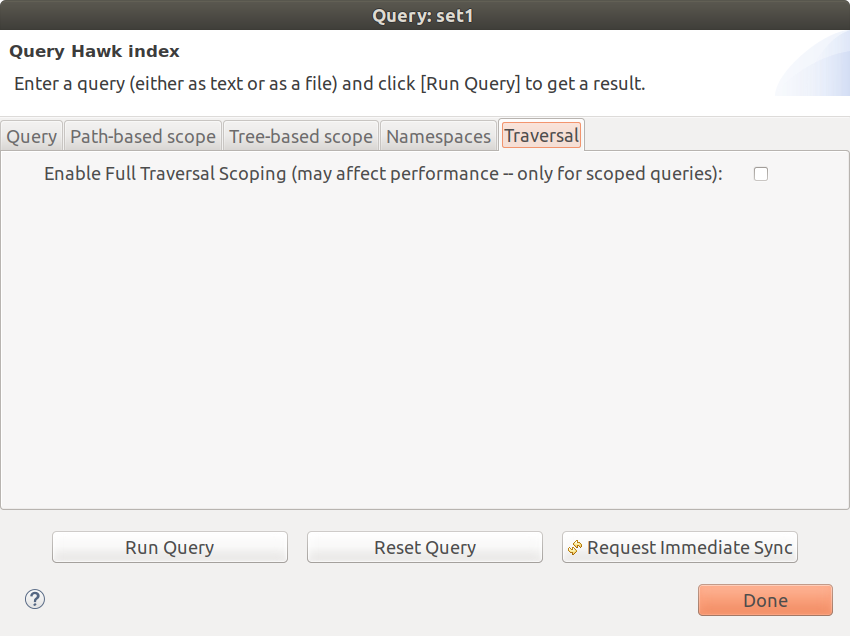 Query: set1
Query Hawk index
Enter a query (either as text or as a file) and click [Run Query] to get a result.
Query Path-based scope Tree-based scope Namespaces Traversal
Enable Full Traversal Scoping (may affect performance -- only for scoped queries):
Run Query Reset Query Request Immediate Sync
? Done